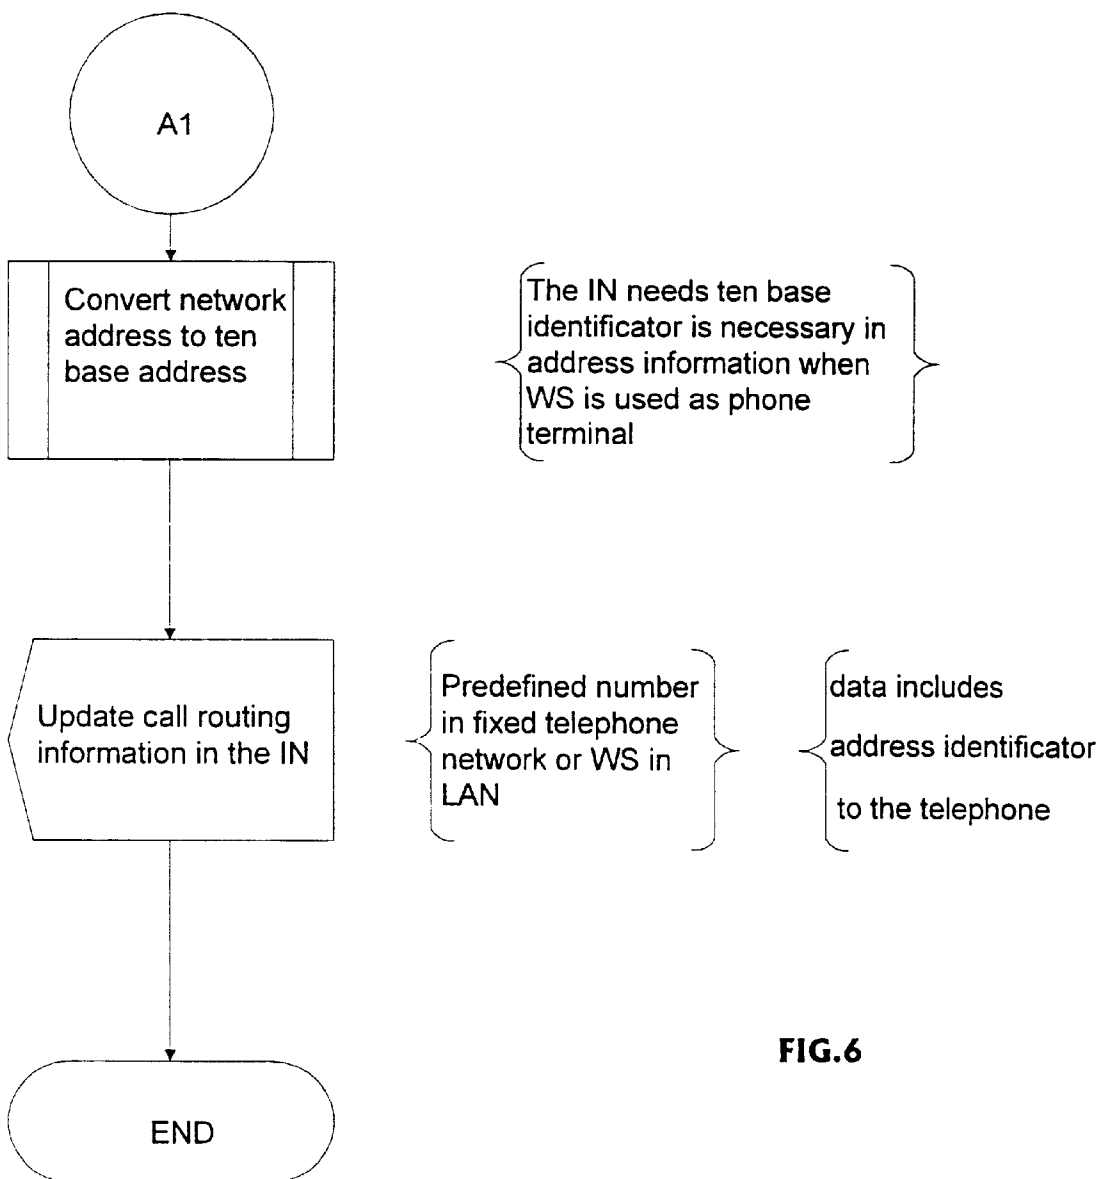 A1
Convert network
address to ten
base address
The IN needs ten base
identificator is necessary in
address information when
WS is used as phone
terminal
Update call routing
information in the IN
Predefined number
in fixed telephone
network or WS in
LAN
data includes
address identificator
to the telephone
FIG.6
END